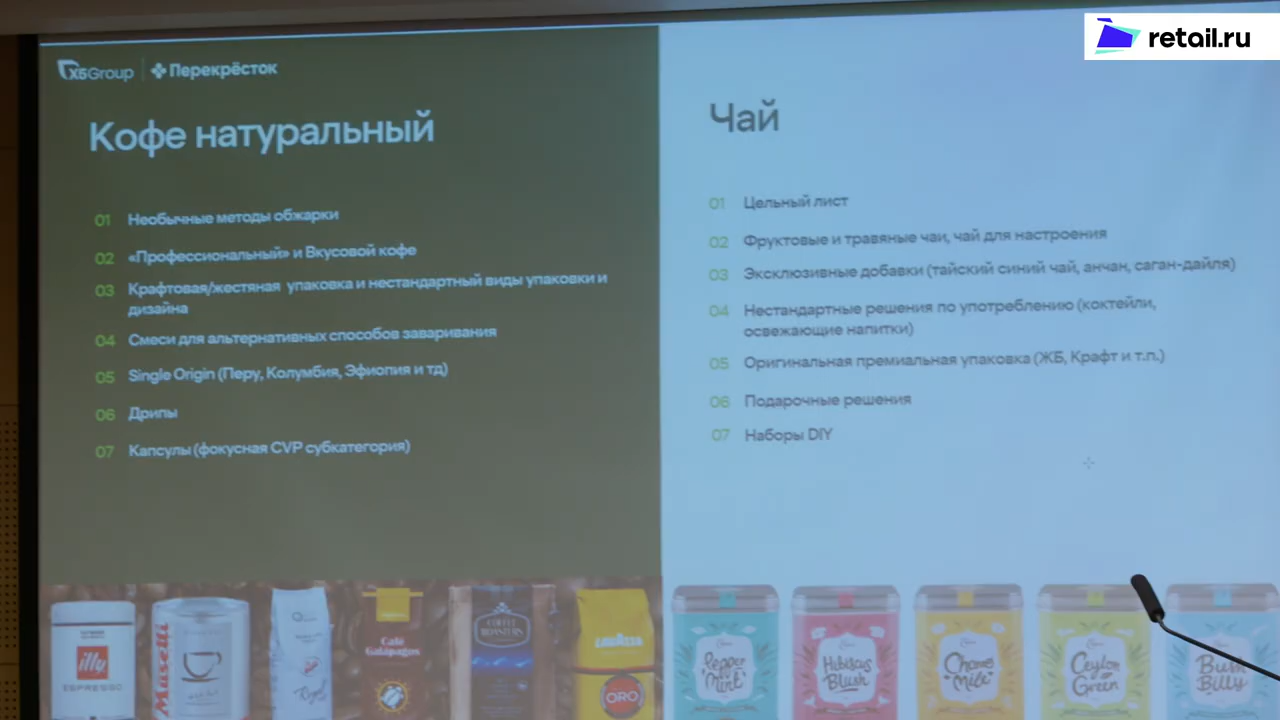 retail.ru
X5Group
Перекрёсток
Кофе натуральный
01 Необычные методы обжарки
02 «Профессиональный» и Вкусовой кофе
03 Крафтовая/жестяная упаковка и нестандартный виды упаковки и
дизайна
04 Смеси для альтернативных способов заваривания
05 Single Origin (Перу, Колумбия, Эфиопия и тд)
06 Дрипы
07 Капсулы (фокусная CVP субкатегория)
Чай
01 Цельный лист
02 Фруктовые и травяные чаи, чай для настроения
03 Эксклюзивные добавки (тайский синий чай, анчан, саган-дайля)
04 Нестандартные решения по употреблению (коктейли,
освежающие напитки)
05 Оригинальная премиальная упаковка (ЖБ, Крафт и т.п.)
06 Подарочные решения
07 Наборы DIY
illy
ESPRESSO
Musetti
Café
Galápagos
COFFEE
ROASTERS
LAVAZZA
ORO
Pepper
Mint
Hibiscus
Blush
Chamo
Mile
Ceylon
Green
Billy